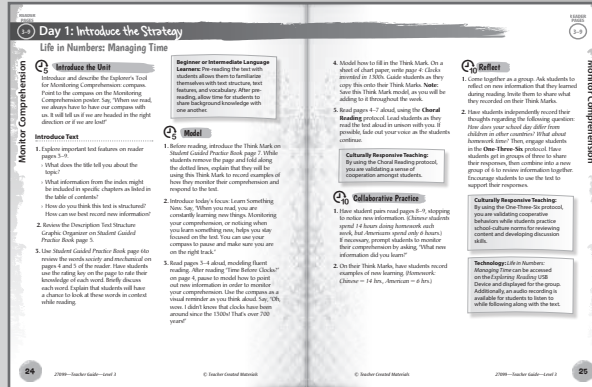 READER PAGES
5–9
Day 1: Introduce the Strategy
Life in Numbers: Managing Time
Monitor Comprehension
5
Introduce the Unit
Introduce and describe the Explorer's Tool
for Monitoring Comprehension: compass.
Point to the compass on the Monitoring
Comprehension poster. Say, "When we read,
we always have to have our compass with
us. It will tell us if we are headed in the right
direction or if we are lost!"
Introduce Text
1. Explore important text features on reader
pages 5–9.
• What does the title tell you about the
topic?
• What information from the index
might be included in specific chapters as listed in
the table of contents?
• How do you think this is structured?
How can we best record new information?
2. Review the Description Text Structure
Graphic Organizer on Student Guided
Practice Book page 5.
3. Use Student Guided Practice Book page
review the words society and mechanical on
pages 4 and 5 of the reader. Have students
use the rating key on the page to rate their
knowledge of each word. Briefly discuss
each word. Explain that students will have
a chance to look at these words in context
while reading.
Beginner or Intermediate Language
Learners: Pre-reading the text with
students allows them to familiarize
themselves with text structure, text
features, and vocabulary. After pre-
reading, allow time for students to
share background knowledge with
one another.
5
Model
1. Before reading, introduce the Think Mark on
Student Guided Practice Book page 7. While
students remove the page and fold along
the dotted lines, explain that they will be
using this Think Mark to record examples of
how they monitor their comprehension and
respond to the text.
2. Introduce today's focus: Learn Something
New. Say, "When you read, you are
constantly learning new things. Monitoring
your comprehension, or noticing when
you learn something new, helps you stay
focused on the text. You can use your
compass to pause and make sure you are
on the right track."
3. Read pages 3–4 aloud, modeling fluent
reading. After reading "Time Before Clocks!"
on page 4, pause to model how to point
out new information in order to monitor
your comprehension. Use the compass as a
visual reminder as you think aloud. Say, "Oh,
wow. I didn't know that clocks have been
around since the 1300s! That's over 700
years!"
24
27099—Teacher Guide—Level 3
© Teacher Created Materials
4. Model how to fill in the Think Mark. On a
sheet of chart paper, write page 4: Clocks
invented in 1300s. Guide students as they
copy this onto their Think Marks. Note:
Save this Think Mark model, as you will be
adding to it throughout the week.
5. Read pages 4–7 aloud, using the Choral
Reading protocol. Lead students as they
read the text aloud in unison with you. If
possible, fade out your voice as the students
continue.
Culturally Responsive Teaching:
By using the Choral Reading protocol,
you are validating a sense of
cooperation amongst students.
10
Collaborative Practice
1. Have student pairs read pages 8–9, stopping
to notice new information (Chinese students
spend 14 hours doing homework each
week, but Americans spend only 6 hours). If
necessary, prompt students to monitor
their comprehension by asking, "What new
information did you learn?"
2. On their Think Marks, have students record
examples of new learning. (Homework:
Chinese = 14 hrs., American = 6 hrs.)
© Teacher Created Materials
READER PAGES
5–9
10
Reflect
1. Come together as a group. Ask students to
reflect on new information that they learned
during reading. Invite them to share what
they recorded on their Think Marks.
2. Have students independently record their
thoughts regarding the following question:
How does your school day differ from
children in other countries? What about
homework time? Then, engage students
in the One-Three-Six protocol. Have
students get in groups of three to share
their responses, then combine into a new
group of 6 to review information together.
Encourage students to use the text to
support their responses.
Culturally Responsive Teaching:
By using the One-Three-Six protocol,
you are validating cooperative
behaviors while students practice
school-culture norms for reviewing
content and developing discussion
skills.
Technology: Life in Numbers:
Managing Time can be accessed
on the Exploring Reading USB
Device and displayed for the group.
Additionally, an audio recording is
available for students to listen to
while following along with the text.
Monitor Comprehension
27099—Teacher Guide—Level 3
25